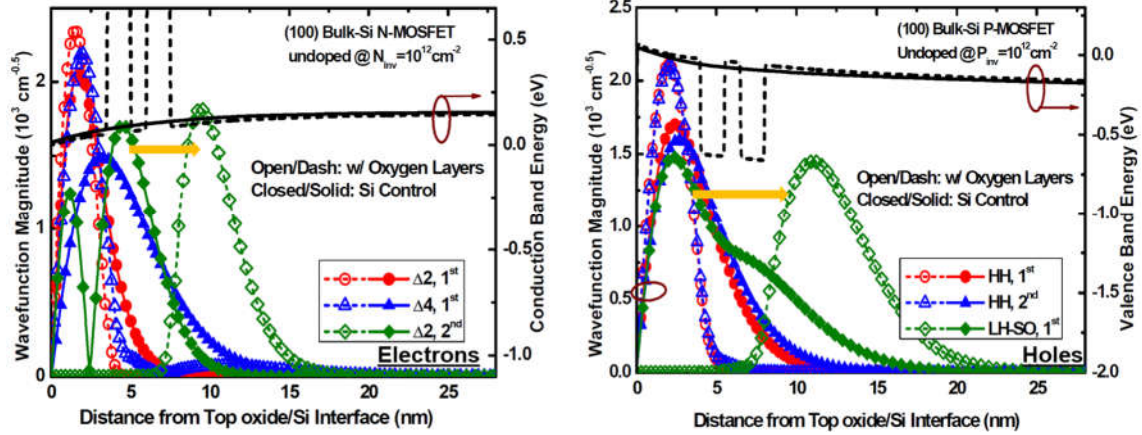 (100) Bulk-Si N-MOSFET
undoped @ N_inv =10^12 cm^-2
Wavefunction Magnitude (10^3 cm^-0.5)
2
1
0
0.5
0.0
-0.5
-1.0
Conduction Band Energy (eV)
Open/Dash: w/ Oxygen Layers
Closed/Solid: Si Control
Δ2, 1st
Δ4, 1st
Δ2, 2nd
Electrons
0 5 10 15 20 25
Distance from Top oxide/Si Interface (nm)
(100) Bulk-Si P-MOSFET
Undoped @ P_inv =10^12 cm^-2
Wavefunction Magnitude (10^3 cm^-0.5)
2.0
1.5
1.0
0.5
0.0
0.0
-0.5
-1.0
-1.5
-2.0
Valence Band Energy (eV)
Open/Dash: w/ Oxygen Layers
Closed/Solid: Si Control
HH, 1st
HH, 2nd
LH-SO, 1st
Holes
0 5 10 15 20 25
Distance from Top oxide/Si Interface (nm)